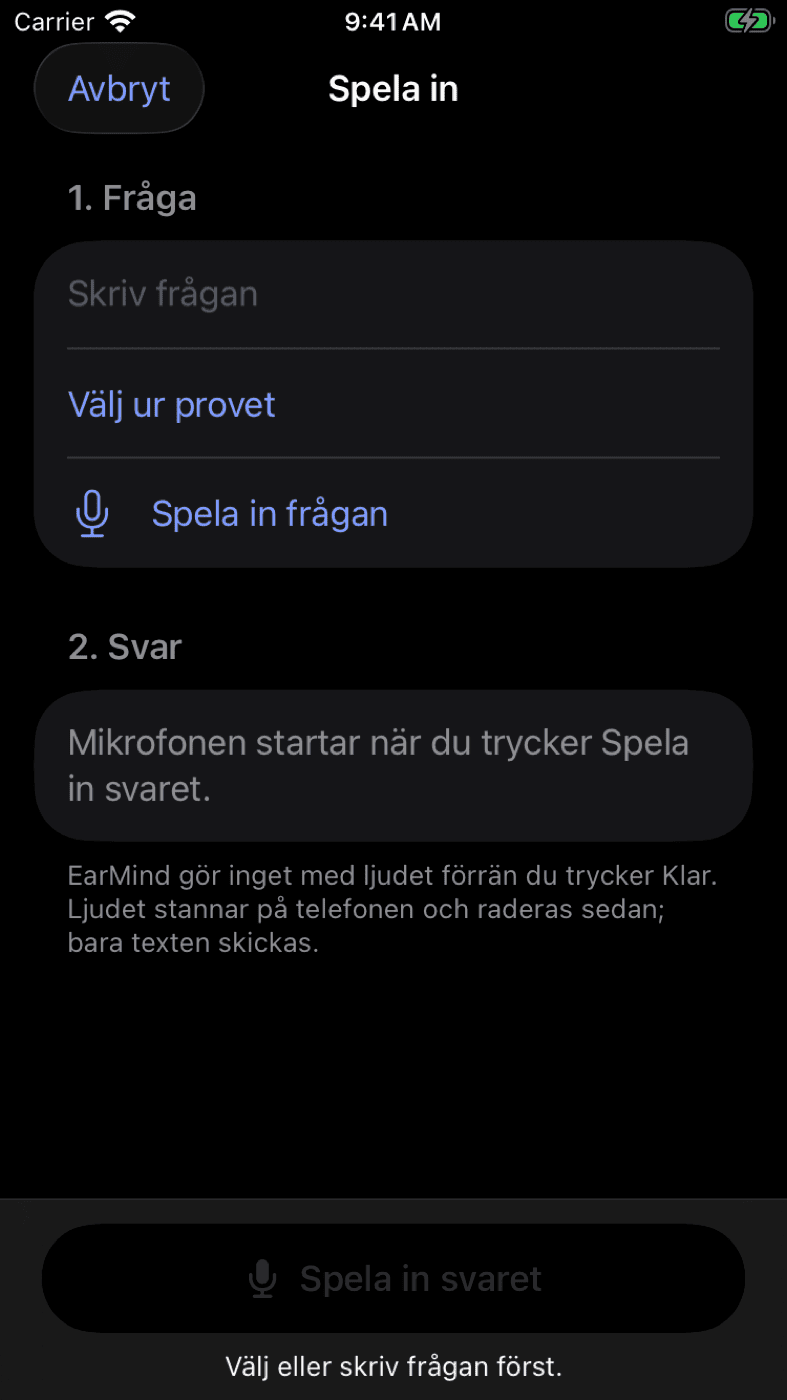 Carrier 9:41 AM
Avbryt Spela in
1. Fråga
Skriv frågan
Välj ur provet
Spela in frågan
2. Svar
Mikrofonen startar när du trycker Spela
in svaret.
EarMind gör inget med ljudet förrän du trycker Klar.
Ljudet stannar på telefonen och raderas sedan;
bara texten skickas.
Spela in svaret
Välj eller skriv frågan först.